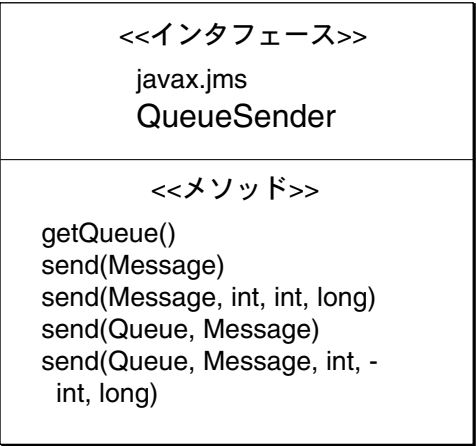 <<インタフェース>>
javax.jms
QueueSender
<<メソッド>>
getQueue()
send(Message)
send(Message, int, int, long)
send(Queue, Message)
send(Queue, Message, int, -
int, long)